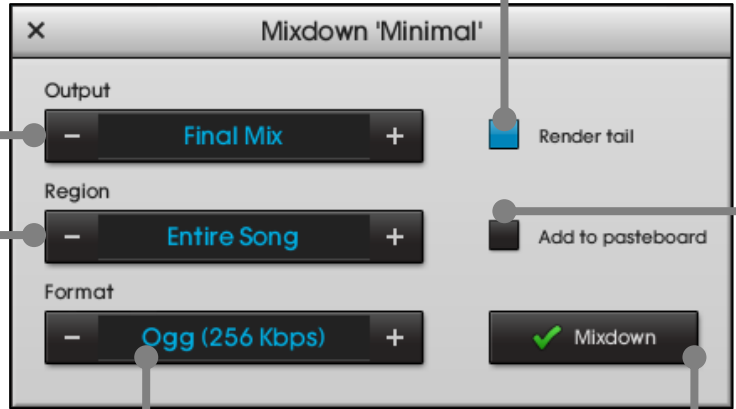 × Mixdown 'Minimal'
Output
− Final Mix +
Render tail
Region
− Entire Song +
Add to pasteboard
Format
− Ogg (256 Kbps) +
Mixdown